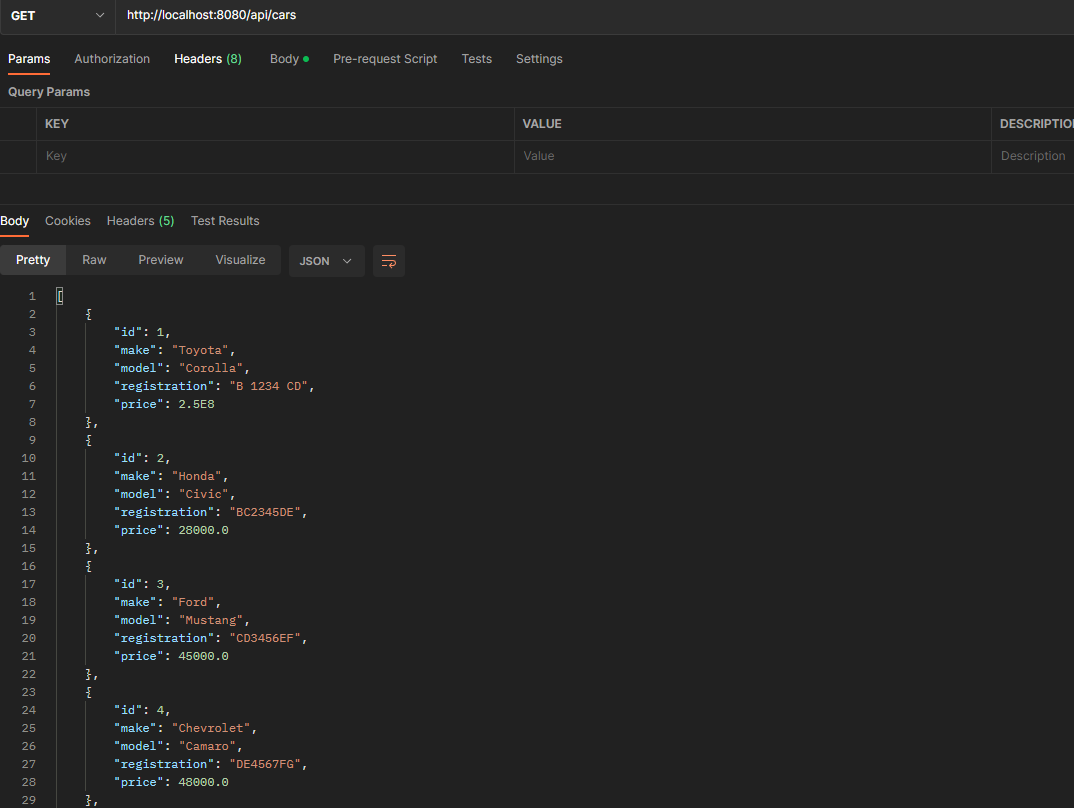 GET http://localhost:8080/api/cars
Params Authorization Headers (8) Body Pre-request Script Tests Settings
Query Params
KEY VALUE DESCRIPTIO
Key Value Description
Body Cookies Headers (5) Test Results
Pretty Raw Preview Visualize JSON
1 [
2 {
3 "id": 1,
4 "make": "Toyota",
5 "model": "Corolla",
6 "registration": "B 1234 CD",
7 "price": 2.5E8
8 },
9 {
10 "id": 2,
11 "make": "Honda",
12 "model": "Civic",
13 "registration": "BC2345DE",
14 "price": 28000.0
15 },
16 {
17 "id": 3,
18 "make": "Ford",
19 "model": "Mustang",
20 "registration": "CD3456EF",
21 "price": 45000.0
22 },
23 {
24 "id": 4,
25 "make": "Chevrolet",
26 "model": "Camaro",
27 "registration": "DE4567FG",
28 "price": 48000.0
29 },